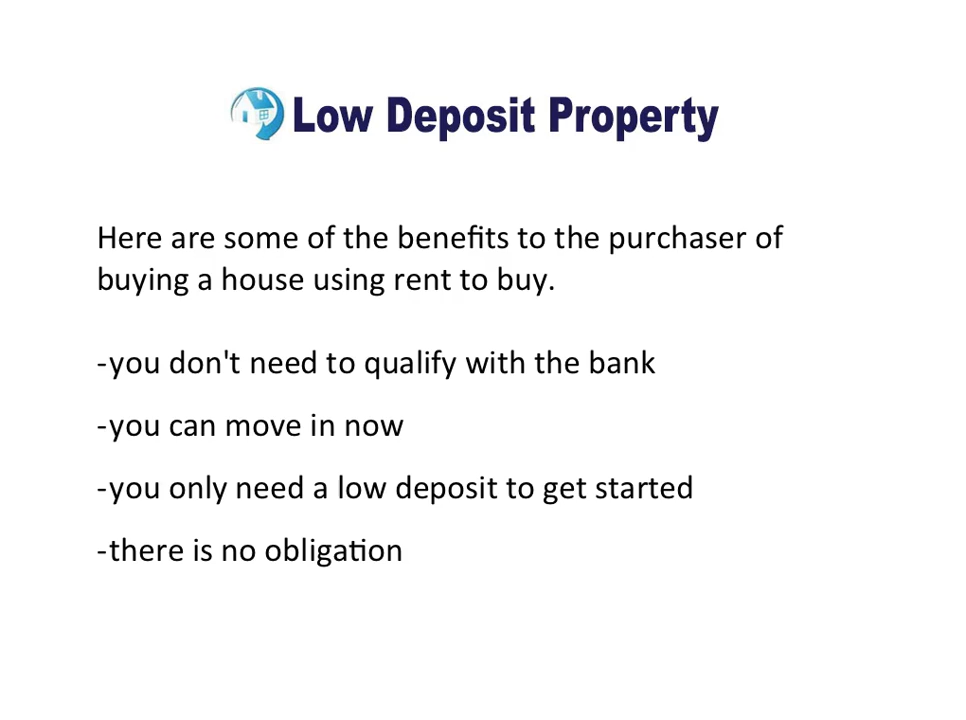 Low Deposit Property
Here are some of the benefits to the purchaser of
buying a house using rent to buy.
-you don't need to qualify with the bank
-you can move in now
-you only need a low deposit to get started
-there is no obligation